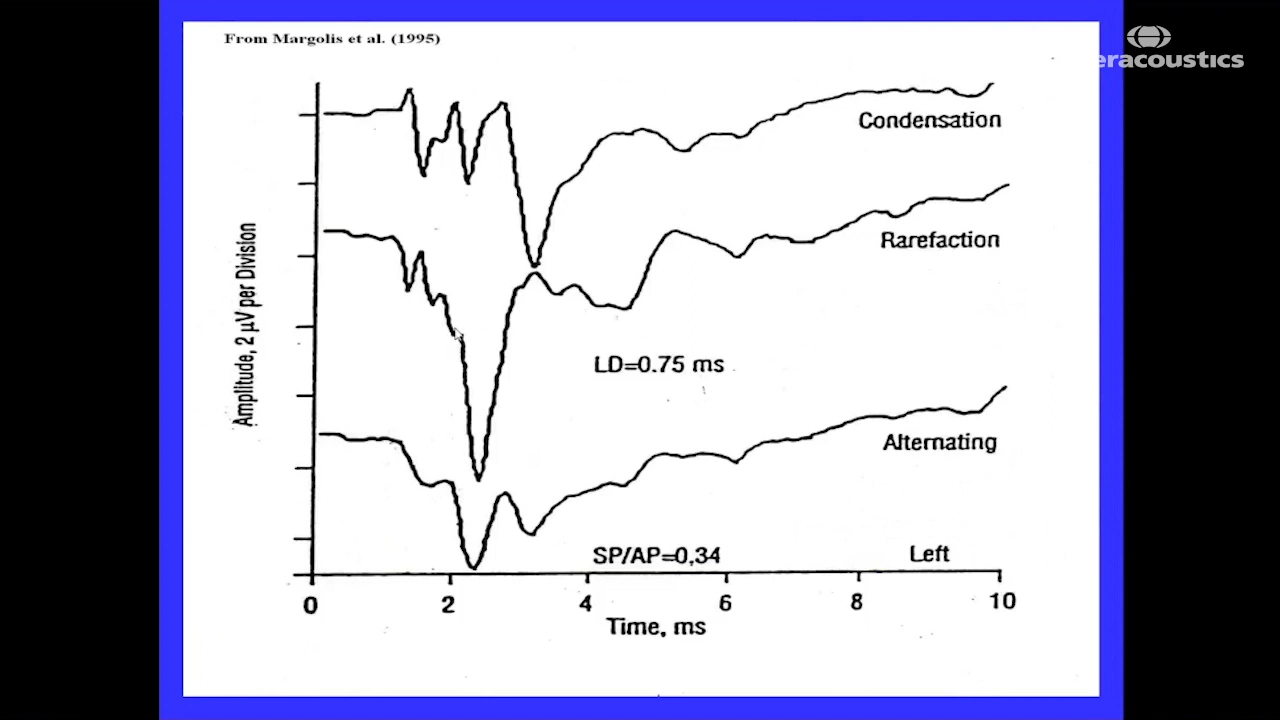 From Margolis et al. (1995)
eracoustics
Condensation
Rarefaction
Amplitude, 2 μV per Division
LD=0.75 ms
Alternating
SP/AP=0,34
Left
0 2 4 6 8 10
Time, ms